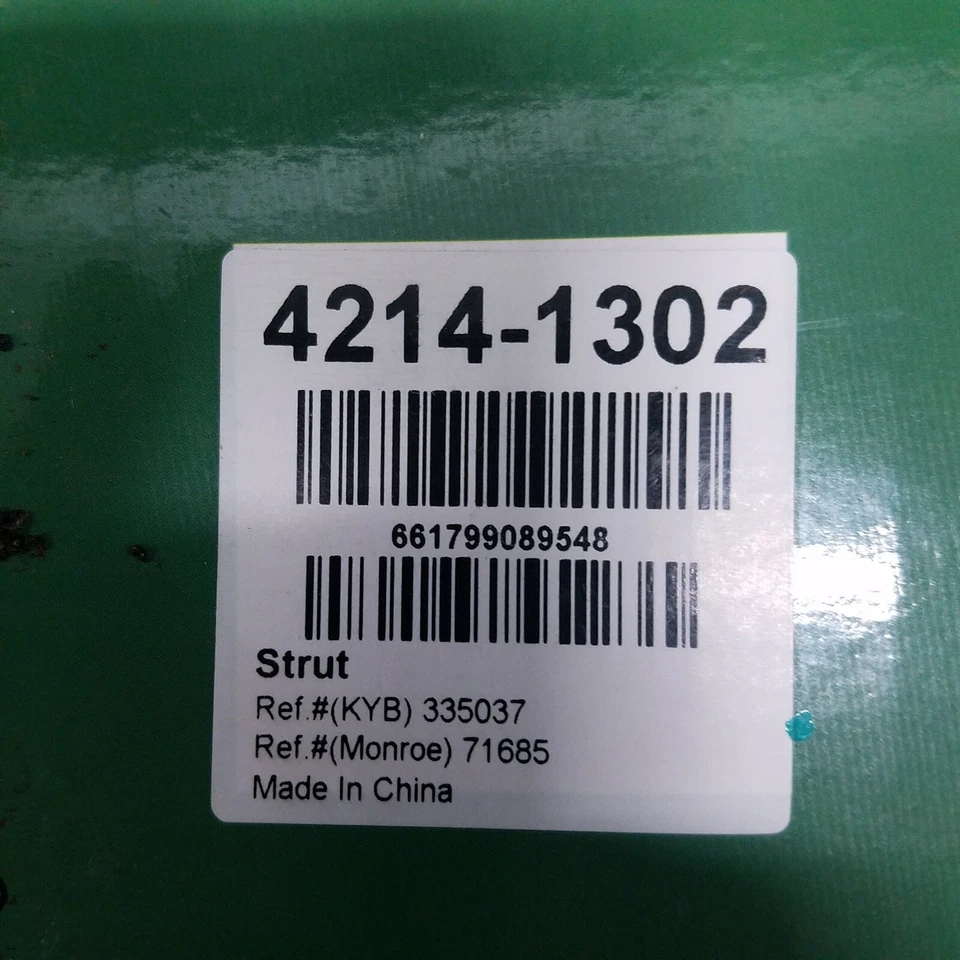 4214-1302
661799089548
Strut
Ref.#(KYB) 335037
Ref.#(Monroe) 71685
Made In China